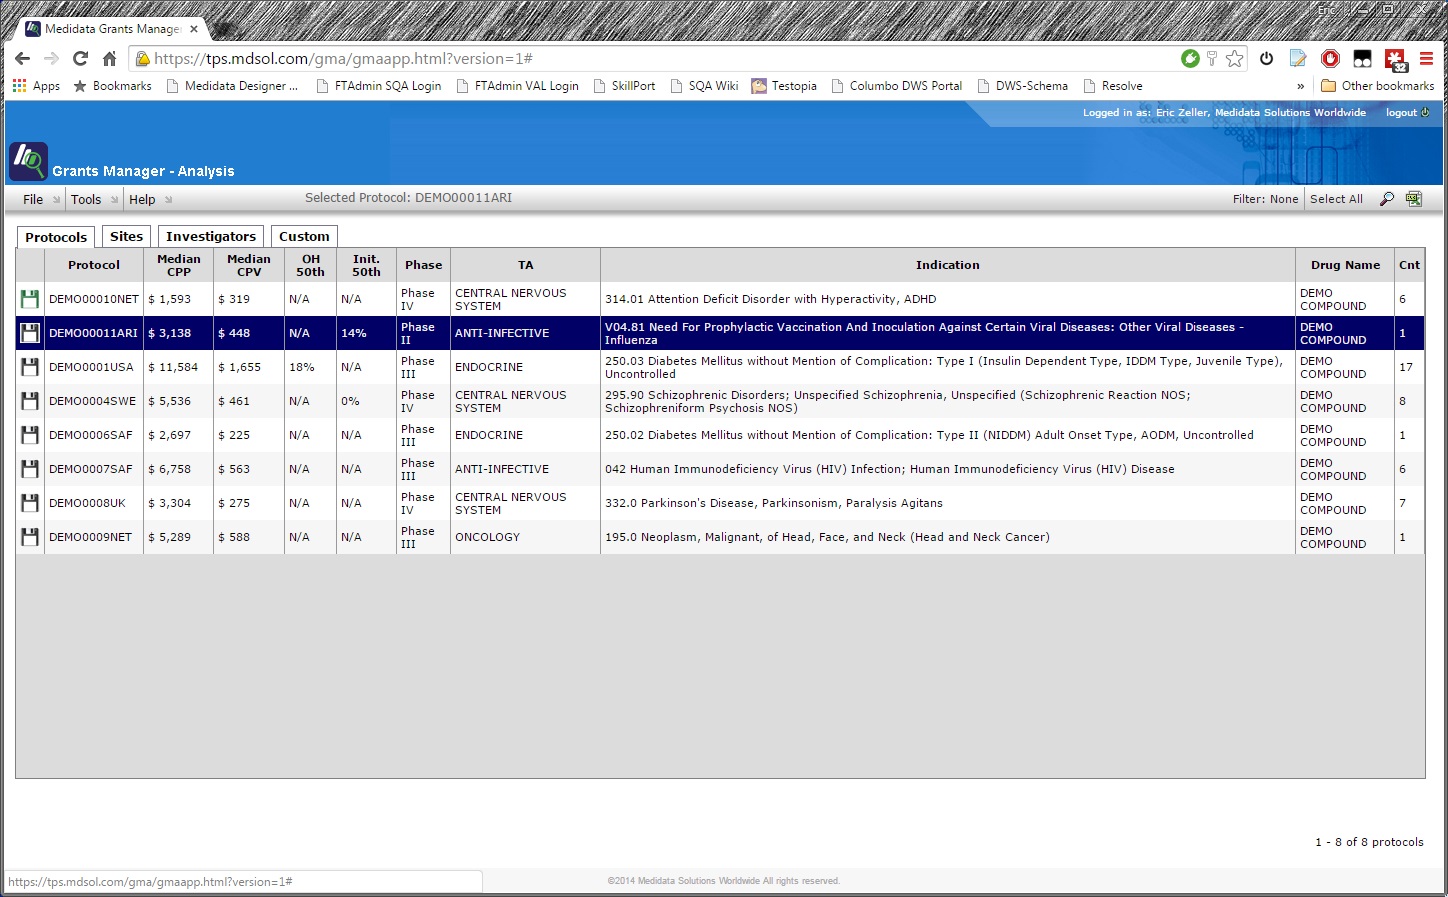 Eric
Medidata Grants Manage
https://tps.mdsol.com/gma/gmaapp.html?version=1#
32
Apps Bookmarks Medidata Designer ... FTAdmin SQA Login FTAdmin VAL Login SkillPort SQA Wiki Testopia Columbo DWS Portal DWS-Schema Resolve » Other bookmarks
Logged in as: Eric Zeller, Medidata Solutions Worldwide logout
Grants Manager - Analysis
File Tools Help Selected Protocol: DEMO00011ARI Filter: None Select All
Protocols Sites Investigators Custom
Protocol Median CPP Median CPV OH 50th Init. 50th Phase TA Indication Drug Name Cnt
DEMO00010NET $ 1,593 $ 319 N/A N/A Phase IV CENTRAL NERVOUS SYSTEM 314.01 Attention Deficit Disorder with Hyperactivity, ADHD DEMO COMPOUND 6
DEMO00011ARI $ 3,138 $ 448 N/A 14% Phase II ANTI-INFECTIVE V04.81 Need For Prophylactic Vaccination And Inoculation Against Certain Viral Diseases: Other Viral Diseases - Influenza DEMO COMPOUND 1
DEMO0001USA $ 11,584 $ 1,655 18% N/A Phase III ENDOCRINE 250.03 Diabetes Mellitus without Mention of Complication: Type I (Insulin Dependent Type, IDDM Type, Juvenile Type), Uncontrolled DEMO COMPOUND 17
DEMO0004SWE $ 5,536 $ 461 N/A 0% Phase IV CENTRAL NERVOUS SYSTEM 295.90 Schizophrenic Disorders; Unspecified Schizophrenia, Unspecified (Schizophrenic Reaction NOS; Schizophreniform Psychosis NOS) DEMO COMPOUND 8
DEMO0006SAF $ 2,697 $ 225 N/A N/A Phase III ENDOCRINE 250.02 Diabetes Mellitus without Mention of Complication: Type II (NIDDM) Adult Onset Type, AODM, Uncontrolled DEMO COMPOUND 1
DEMO0007SAF $ 6,758 $ 563 N/A N/A Phase III ANTI-INFECTIVE 042 Human Immunodeficiency Virus (HIV) Infection; Human Immunodeficiency Virus (HIV) Disease DEMO COMPOUND 6
DEMO0008UK $ 3,304 $ 275 N/A N/A Phase IV CENTRAL NERVOUS SYSTEM 332.0 Parkinson's Disease, Parkinsonism, Paralysis Agitans DEMO COMPOUND 7
DEMO0009NET $ 5,289 $ 588 N/A N/A Phase III ONCOLOGY 195.0 Neoplasm, Malignant, of Head, Face, and Neck (Head and Neck Cancer) DEMO COMPOUND 1
1 - 8 of 8 protocols
https://tps.mdsol.com/gma/gmaapp.html?version=1#
©2014 Medidata Solutions Worldwide All rights reserved.